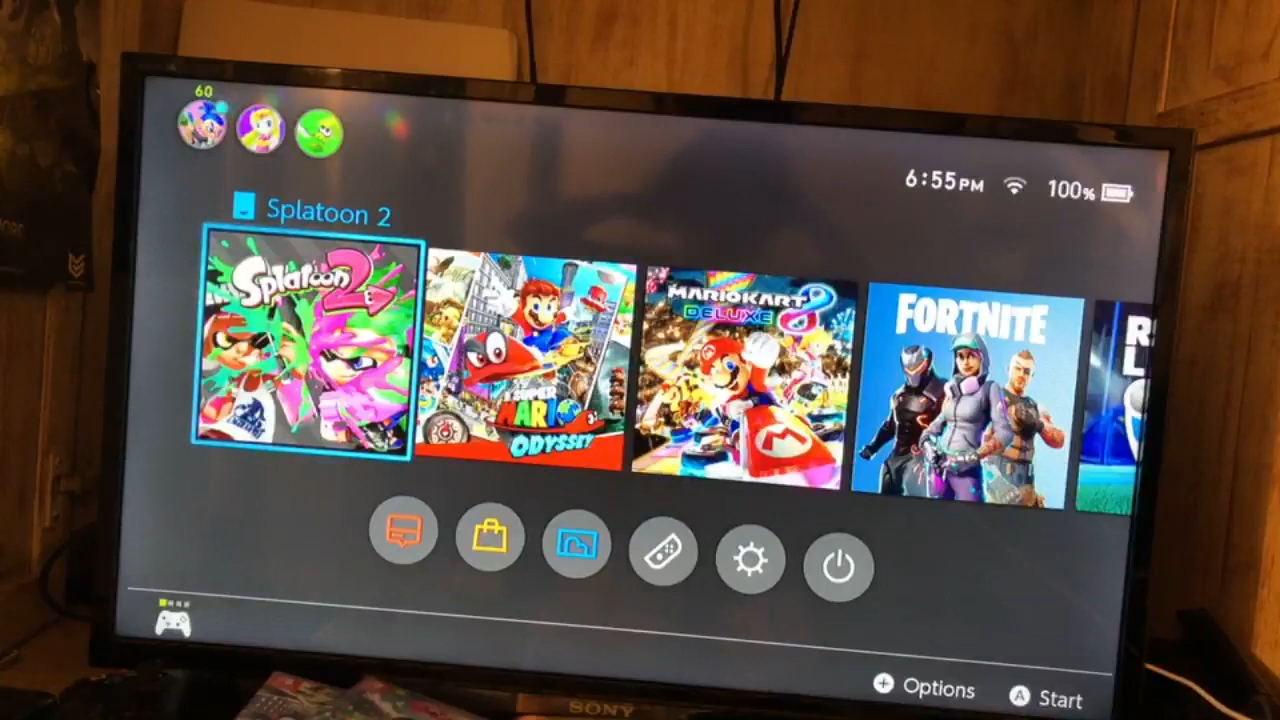 60
6:55PM
100%
Splatoon 2
Splatoon 2
SUPER
MARIO
ODYSSEY
MARIOKART 8
DELUXE
FORTNITE
Options
A Start
SONY